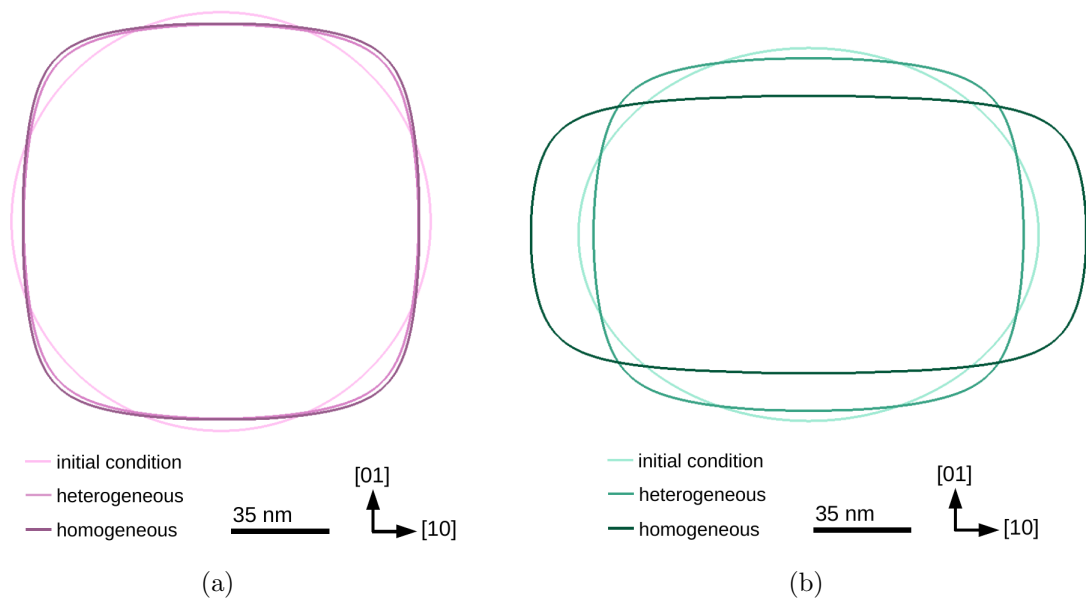 initial condition
heterogeneous
homogeneous
35 nm
[01]
[10]
(a)
initial condition
heterogeneous
homogeneous
35 nm
[01]
[10]
(b)